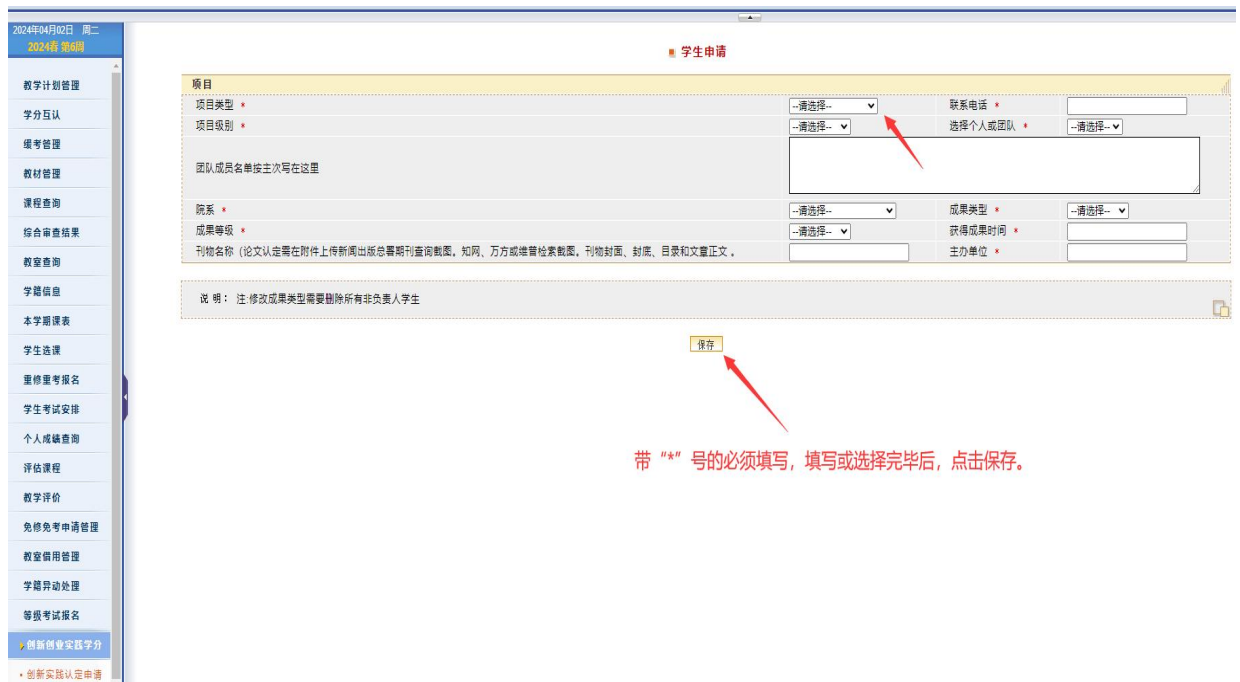 2024年04月02日 周二
2024春 第6周
教学计划管理
学分互认
缓考管理
教材管理
课程查询
综合审查结果
教室查询
学籍信息
本学期课表
学生选课
重修重考报名
学生考试安排
个人成绩查询
评估课程
教学评价
免修免考申请管理
教室借用管理
学籍异动处理
等级考试报名
创新创业实践学分
• 创新实践认定申请
学生申请
项目
项目类型 * --请选择-- 联系电话 *
项目级别 * --请选择-- 选择个人或团队 * --请选择--
团队成员名单按主次写在这里
院系 * --请选择-- 成果类型 * --请选择--
成果等级 * --请选择-- 获得成果时间 *
刊物名称（论文认定需在附件上传新闻出版总署期刊查询截图。知网、万方或维普检索截图。刊物封面、封底、目录和文章正文 。 主办单位 *
说 明： 注:修改成果类型需要删除所有非负责人学生
保存
带“*”号的必须填写，填写或选择完毕后，点击保存。